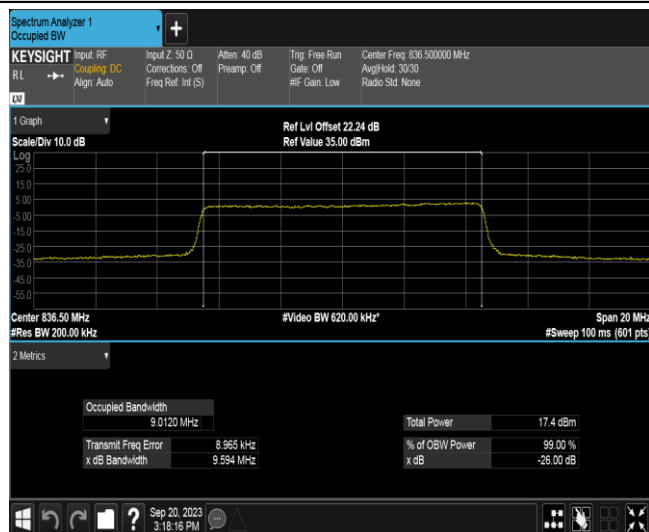 Spectrum Analyzer 1
Occupied BW
+
KEYSIGHT Input: RF Input Z: 50 Ω Atten: 40 dB Trig: Free Run Center Freq: 836.500000 MHz
RL Coupling: DC Corrections: Off Preamp: Off Gate: Off Avg|Hold: 30/30
Align: Auto Freq Ref: Int (S) #IF Gain: Low Radio Std: None
LXI
1 Graph
Ref Lvl Offset 22.24 dB
Scale/Div 10.0 dB Ref Value 35.00 dBm
Log
25.0
15.0
5.00
-5.00
-15.0
-25.0
-35.0
-45.0
-55.0
Center 836.50 MHz #Video BW 620.00 kHz* Span 20 MHz
#Res BW 200.00 kHz #Sweep 100 ms (601 pts)
2 Metrics
Occupied Bandwidth
9.0120 MHz Total Power 17.4 dBm
Transmit Freq Error 8.965 kHz % of OBW Power 99.00 %
x dB Bandwidth 9.594 MHz x dB -26.00 dB
? Sep 20, 2023
3:18:16 PM